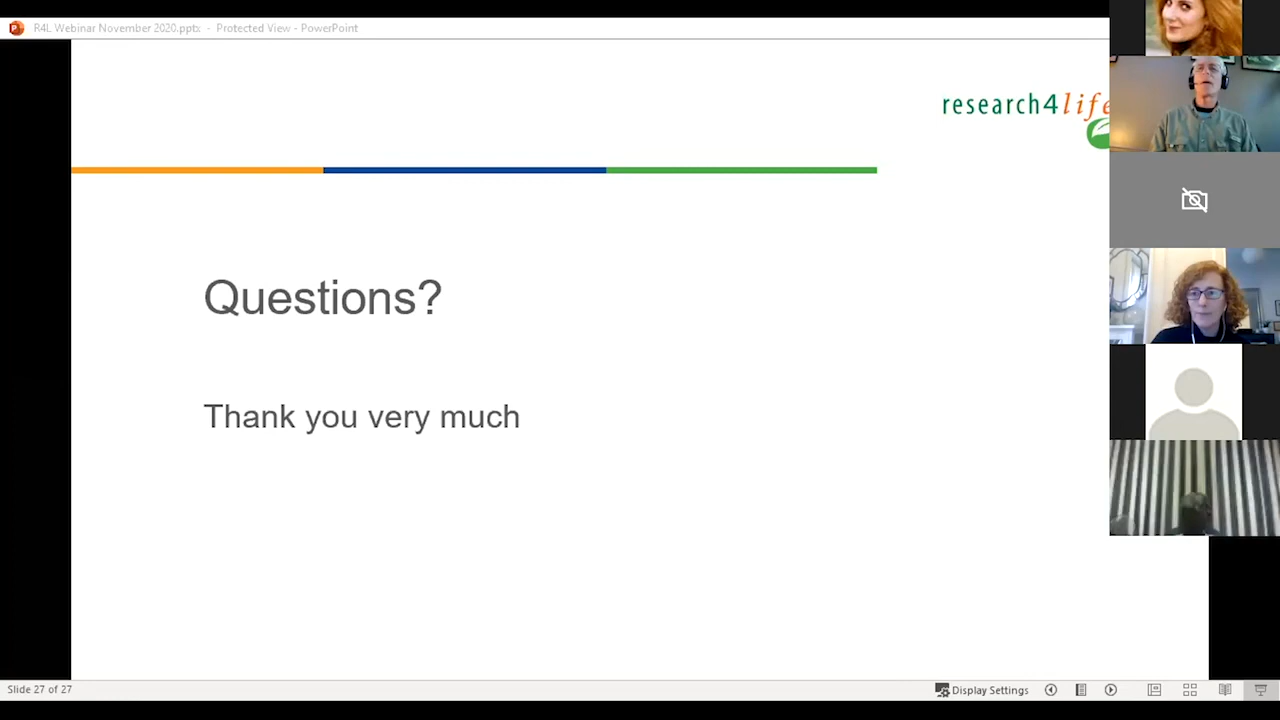 R4L Webinar November 2020.pptx - Protected View - PowerPoint
research4life
Questions?
Thank you very much
Slide 27 of 27
Display Settings